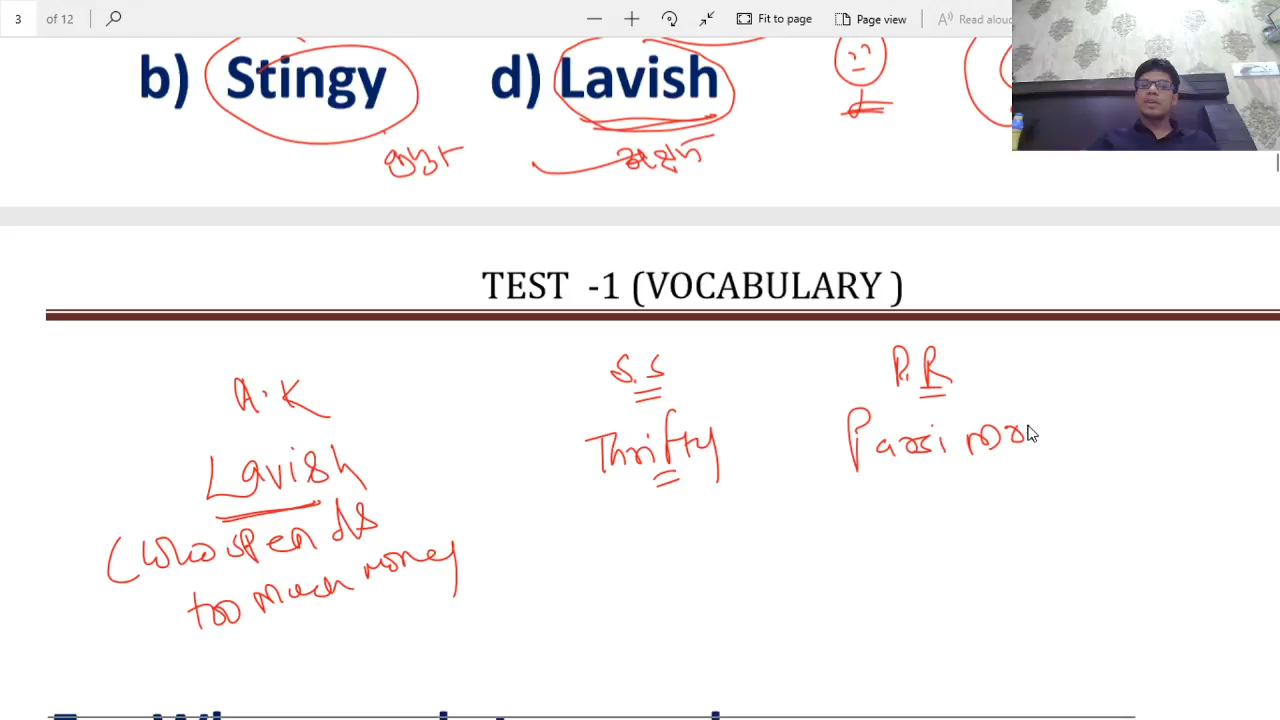 3 of 12
Fit to page
Page view
Read aloud
b) Stingy d) Lavish
TEST -1 (VOCABULARY )
A.K S.S R.R
Lavish Thrifty Parsimon
(who spends
too much money